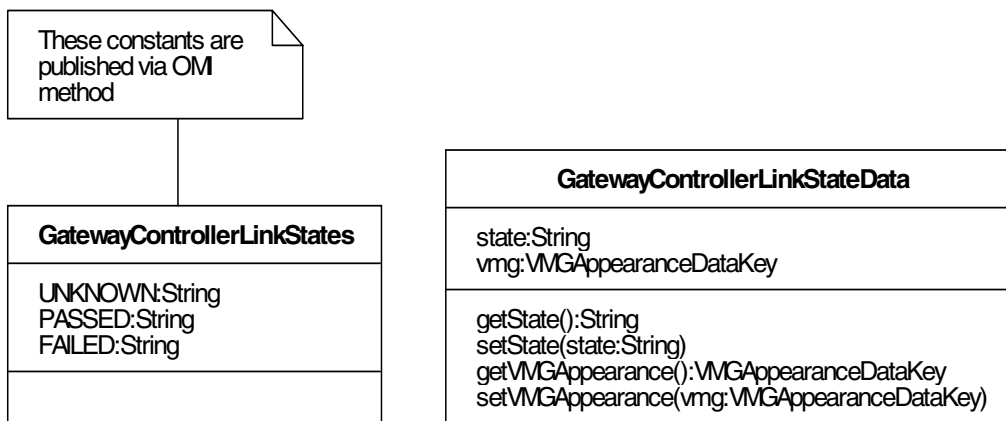 These constants are
published via OMI
method
GatewayControllerLinkStates
UNKNOWN:String
PASSED:String
FAILED:String
GatewayControllerLinkStateData
state:String
vmg:VMGAppearanceDataKey
getState():String
setState(state:String)
getVMGAppearance():VMGAppearanceDataKey
setVMGAppearance(vmg:VMGAppearanceDataKey)